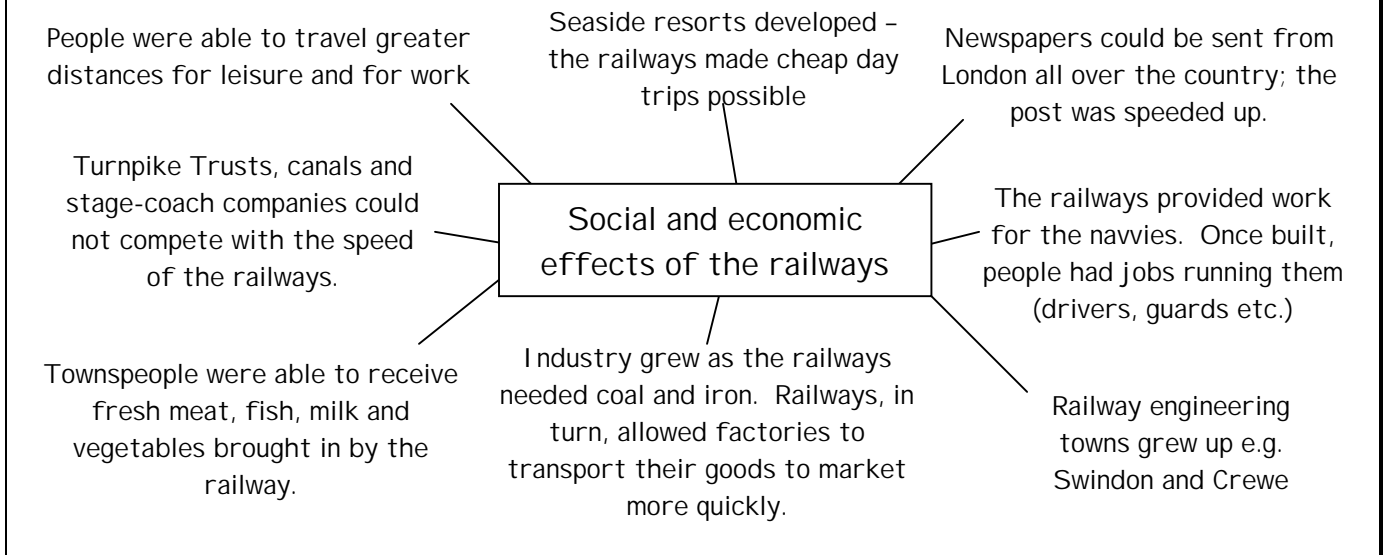 People were able to travel greater
distances for leisure and for work
Seaside resorts developed –
the railways made cheap day
trips possible
Newspapers could be sent from
London all over the country; the
post was speeded up.
Turnpike Trusts, canals and
stage-coach companies could
not compete with the speed
of the railways.
Social and economic
effects of the railways
The railways provided work
for the navvies. Once built,
people had jobs running them
(drivers, guards etc.)
Townspeople were able to receive
fresh meat, fish, milk and
vegetables brought in by the
railway.
Industry grew as the railways
needed coal and iron. Railways, in
turn, allowed factories to
transport their goods to market
more quickly.
Railway engineering
towns grew up e.g.
Swindon and Crewe